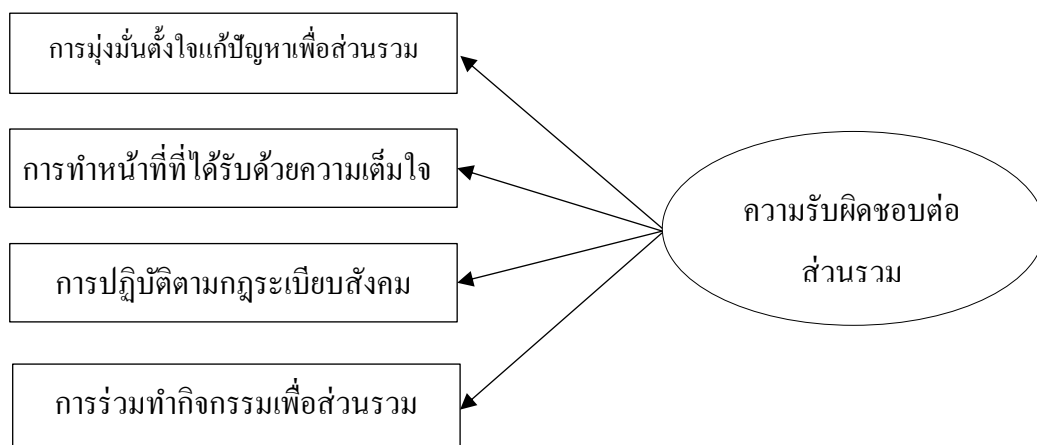 การมุ่งมั่นตั้งใจแก้ปัญหาเพื่อส่วนรวม
การทำหน้าที่ที่ได้รับด้วยความเต็มใจ
การปฏิบัติตามกฎระเบียบสังคม
การร่วมทำกิจกรรมเพื่อส่วนรวม
ความรับผิดชอบต่อ
ส่วนรวม